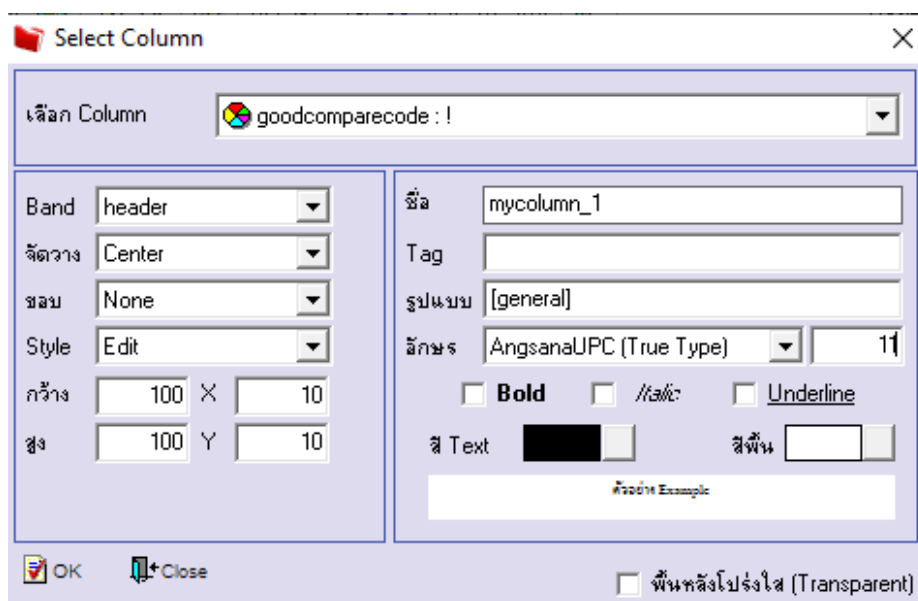 Select Column
เลือก Column goodcomparecode : !
Band header
จัดวาง Center
ขอบ None
Style Edit
กว้าง 100 X 10
สูง 100 Y 10
ชื่อ mycolumn_1
Tag
รูปแบบ [general]
อักษร AngsanaUPC (True Type) 11
Bold Italic Underline
สี Text สีพื้น
ตัวอย่าง Example
OK Close
พื้นหลังโปร่งใส (Transparent)